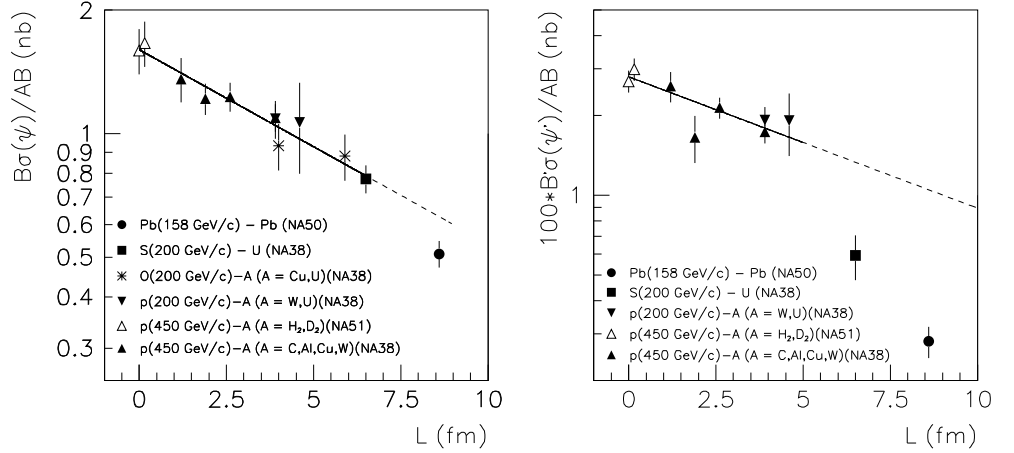 Bσ(ψ)/AB (nb)
2
1
0.9
0.8
0.7
0.6
0.5
0.4
0.3
Pb(158 GeV/c) – Pb (NA50)
S(200 GeV/c) – U (NA38)
O(200 GeV/c)–A (A = Cu,U)(NA38)
p(200 GeV/c)–A (A = W,U)(NA38)
p(450 GeV/c)–A (A = H₂,D₂)(NA51)
p(450 GeV/c)–A (A = C,Al,Cu,W)(NA38)
0 2.5 5 7.5 10
L (fm)
100*B'σ(ψ')/AB (nb)
1
Pb(158 GeV/c) – Pb (NA50)
S(200 GeV/c) – U (NA38)
p(200 GeV/c)–A (A = W,U)(NA38)
p(450 GeV/c)–A (A = H₂,D₂)(NA51)
p(450 GeV/c)–A (A = C,Al,Cu,W)(NA38)
0 2.5 5 7.5 10
L (fm)